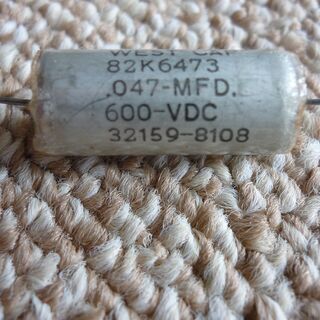 WEST CAP
82K6473
.047-MFD.
600-VDC
32159-8108